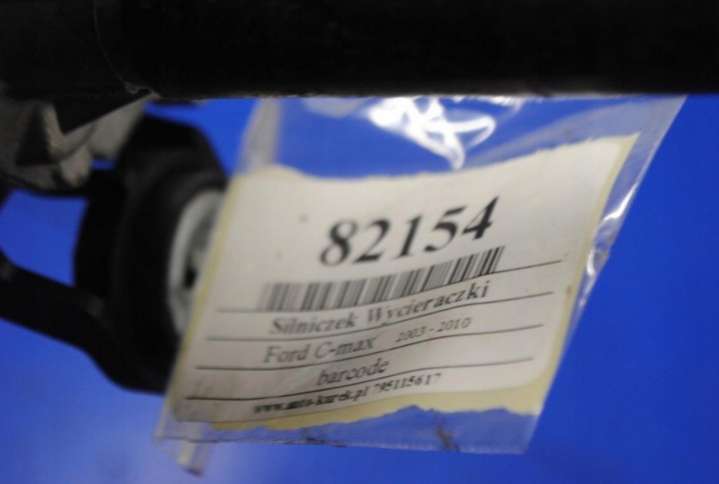 82154
Silniczek Wycieraczki
Ford C-max 2003 - 2010
barcode
www.auto-kurek.pl 795115617